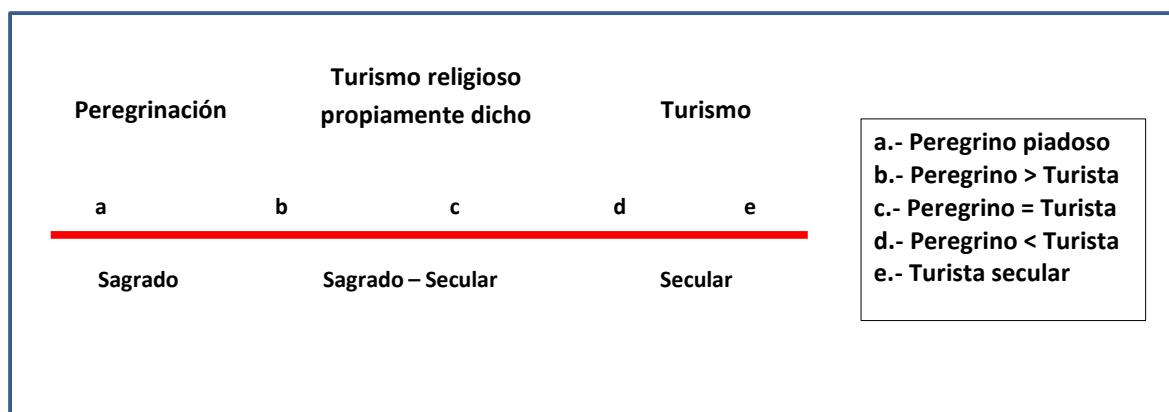 Peregrinación
Turismo religioso
propiamente dicho
Turismo
a b c d e
Sagrado
Sagrado – Secular
Secular
a.- Peregrino piadoso
b.- Peregrino > Turista
c.- Peregrino = Turista
d.- Peregrino < Turista
e.- Turista secular